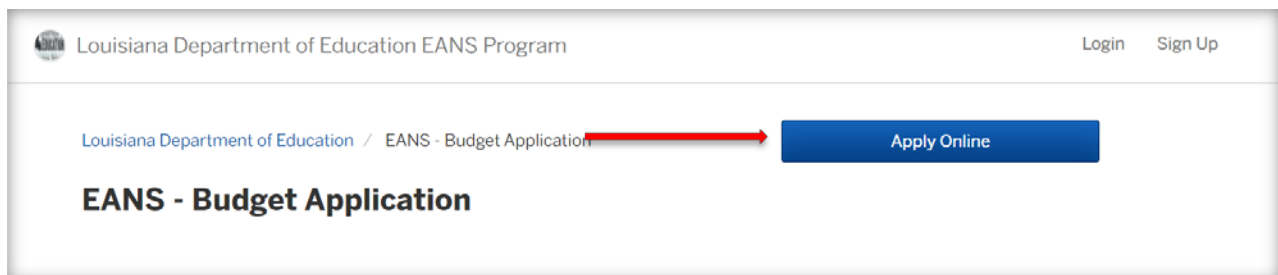 Louisiana Department of Education EANS Program
Login Sign Up
Louisiana Department of Education / EANS - Budget Application
Apply Online
EANS - Budget Application